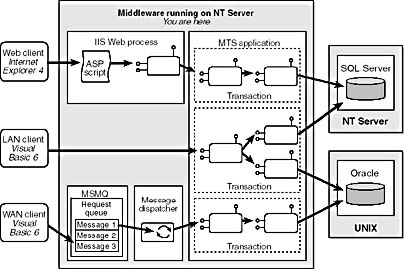 Middleware running on NT Server
You are here
Web client
Internet
Explorer 4
IIS Web process
ASP
script
MTS application
Transaction
SQL Server
NT Server
LAN client
Visual
Basic 6
Transaction
WAN client
Visual
Basic 6
MSMQ
Request
queue
Message 1
Message 2
Message 3
Message
dispatcher
Transaction
Oracle
UNIX